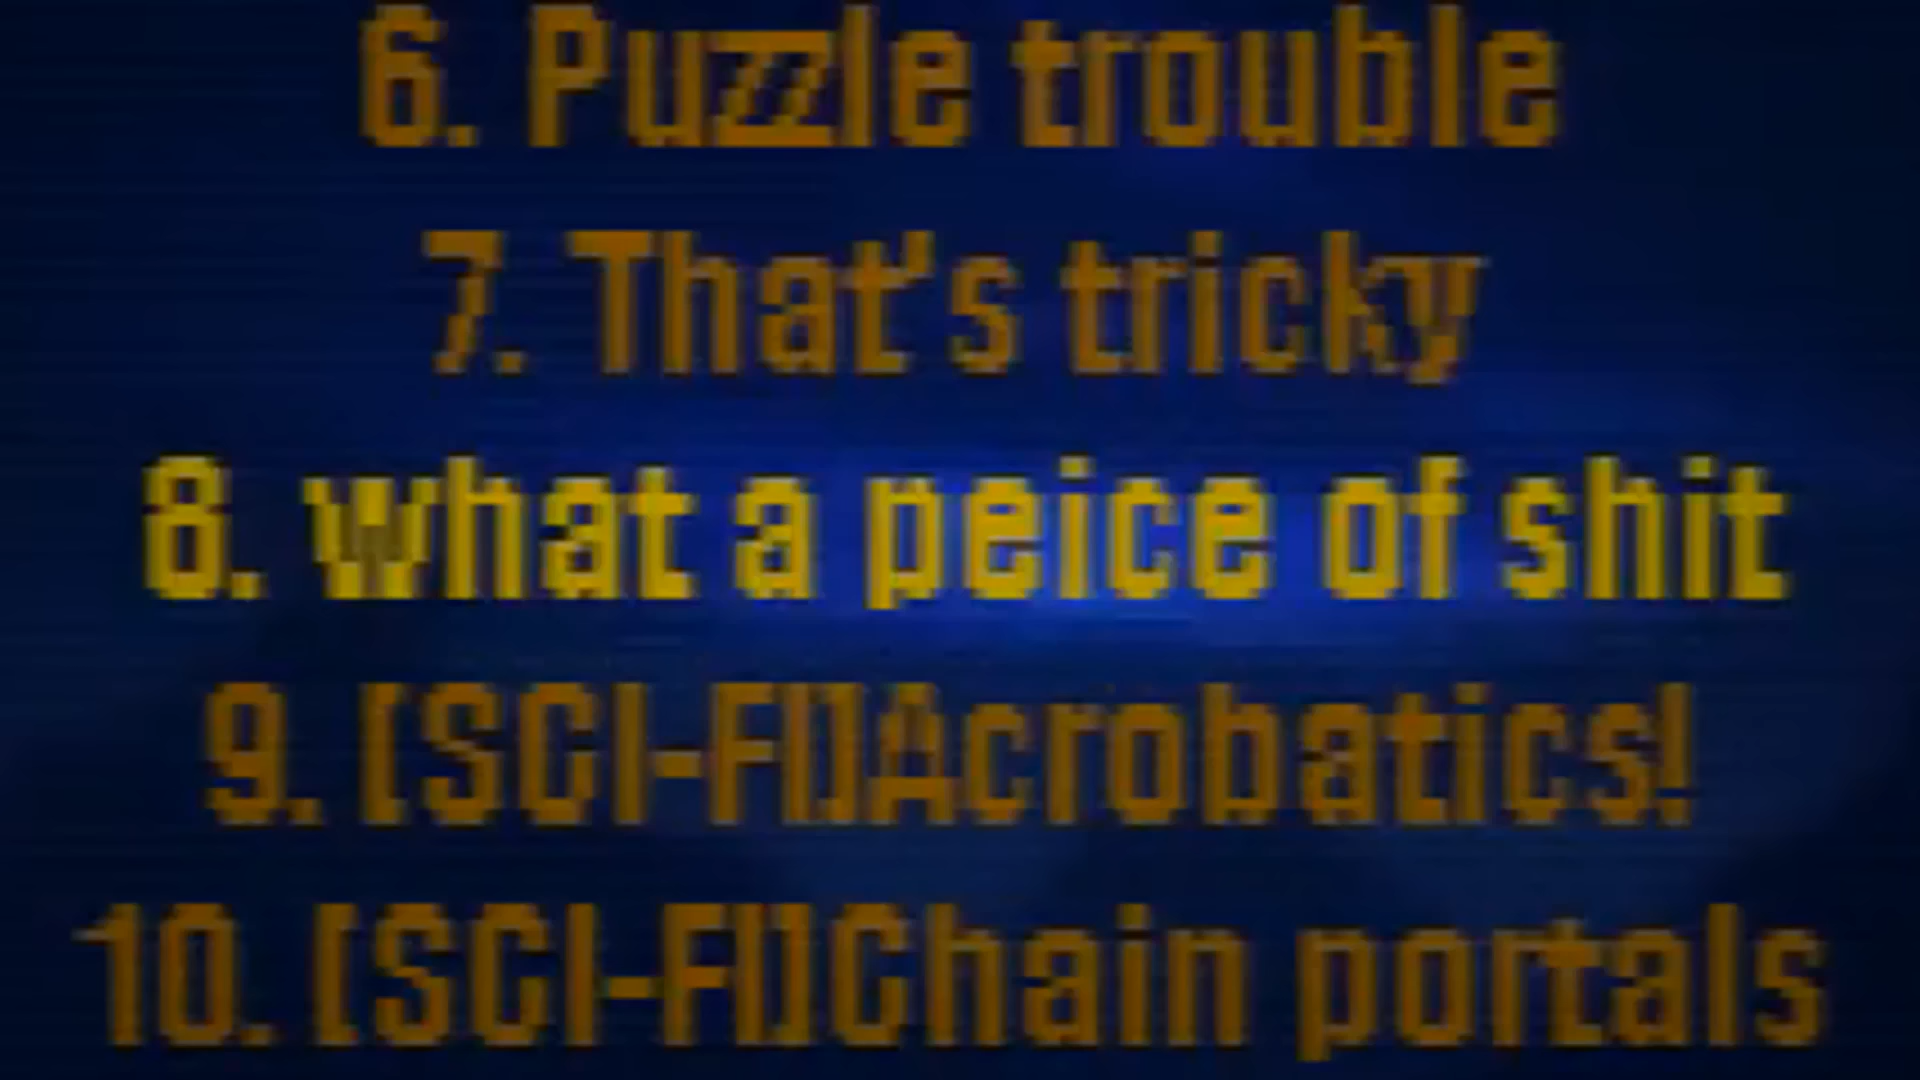 6. Puzzle trouble
7. That's tricky
8. what a peice of shit
9. [SCI-FI]Acrobatics!
10. [SCI-FI]Chain portals